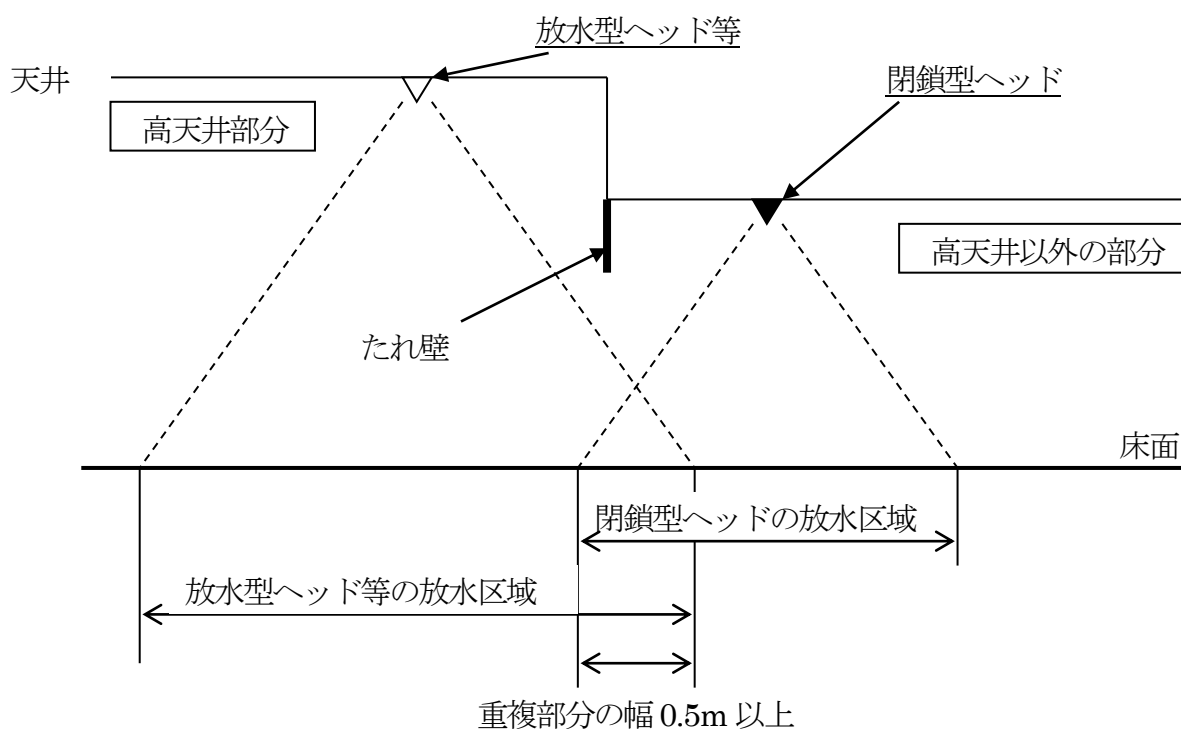 放水型ヘッド等
天井
閉鎖型ヘッド
高天井部分
高天井以外の部分
たれ壁
床面
閉鎖型ヘッドの放水区域
放水型ヘッド等の放水区域
重複部分の幅 0.5m 以上